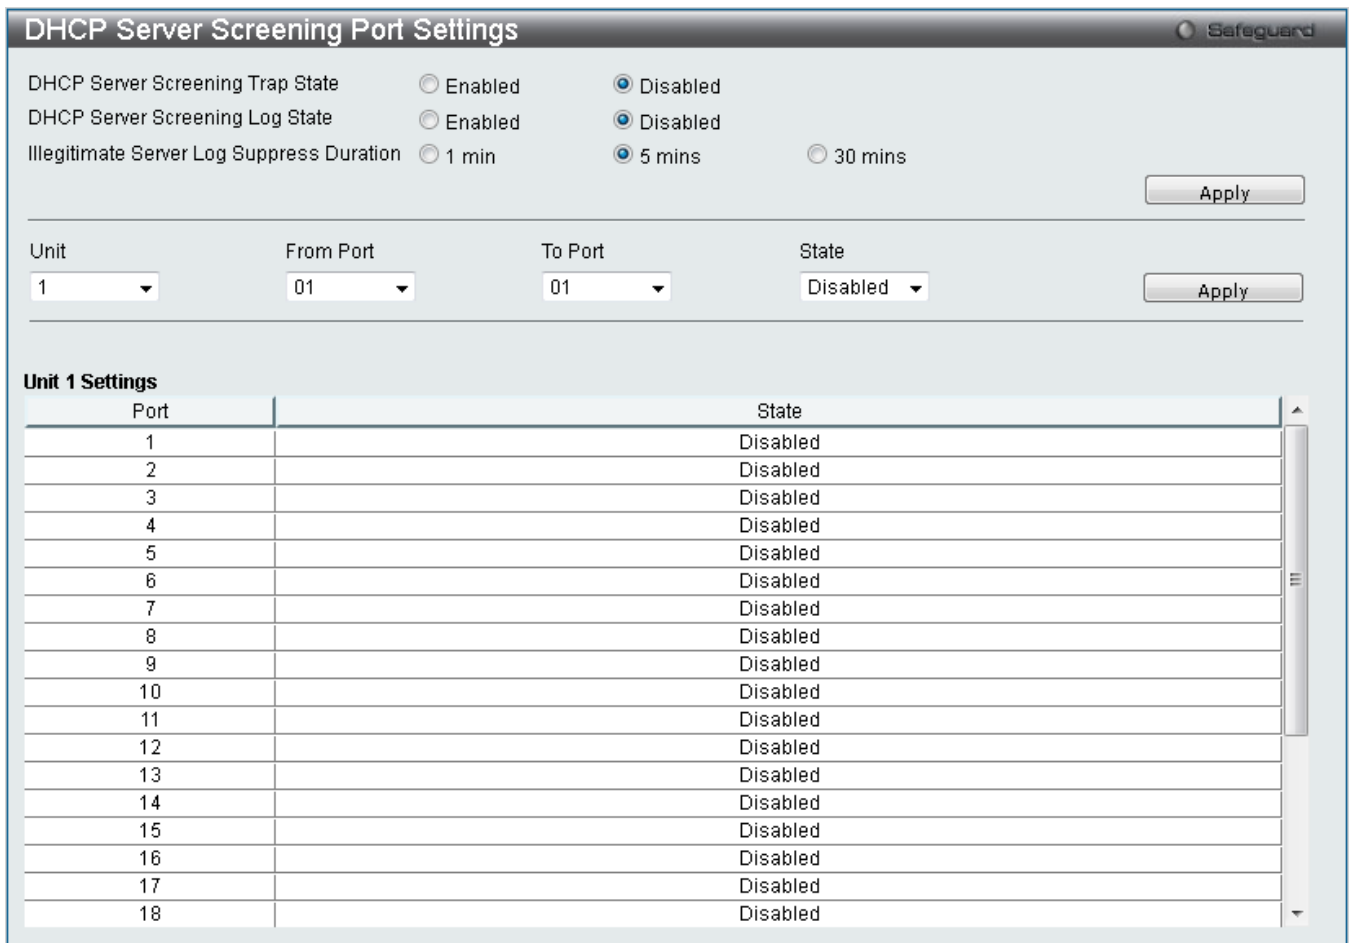 DHCP Server Screening Port Settings
Safeguard
DHCP Server Screening Trap State Enabled Disabled
DHCP Server Screening Log State Enabled Disabled
Illegitimate Server Log Suppress Duration 1 min 5 mins 30 mins
Apply
Unit From Port To Port State
1 01 01 Disabled Apply
Unit 1 Settings
Port State
1 Disabled
2 Disabled
3 Disabled
4 Disabled
5 Disabled
6 Disabled
7 Disabled
8 Disabled
9 Disabled
10 Disabled
11 Disabled
12 Disabled
13 Disabled
14 Disabled
15 Disabled
16 Disabled
17 Disabled
18 Disabled